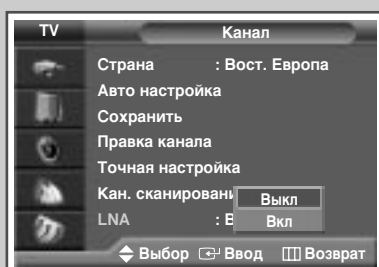 TV Канал
Страна : Вост. Европа
Авто настройка
Сохранить
Правка канала
Точная настройка
Кан. сканировани
Выкл
LNA : В Вкл
Выбор Ввод Возврат